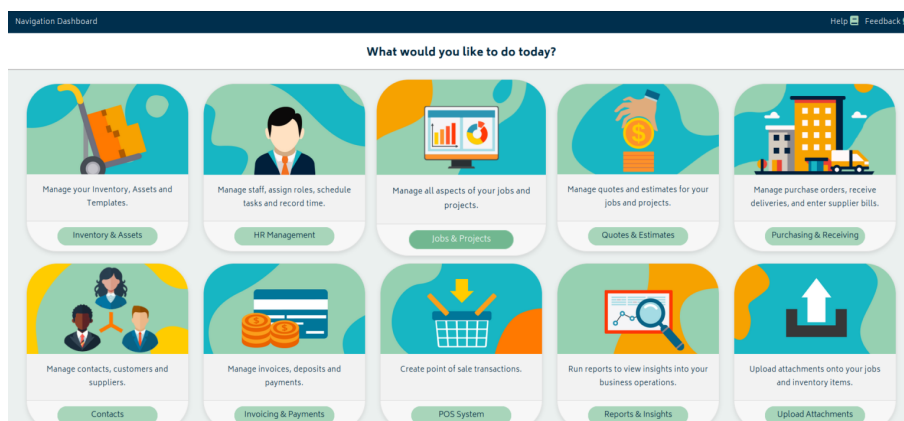 Navigation Dashboard
Help
Feedback
What would you like to do today?
Manage your Inventory, Assets and
Templates.
Inventory & Assets
Manage staff, assign roles, schedule
tasks and record time.
HR Management
Manage all aspects of your jobs and
projects.
Jobs & Projects
Manage quotes and estimates for your
jobs and projects.
Quotes & Estimates
Manage purchase orders, receive
deliveries, and enter supplier bills.
Purchasing & Receiving
Manage contacts, customers and
suppliers.
Contacts
Manage invoices, deposits and
payments.
Invoicing & Payments
Create point of sale transactions.
POS System
Run reports to view insights into your
business operations.
Reports & Insights
Upload attachments onto your jobs
and inventory items.
Upload Attachments